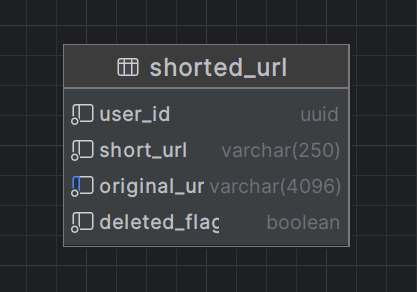 shorted_url
user_id uuid
short_url varchar(250)
original_ur varchar(4096)
deleted_flag boolean